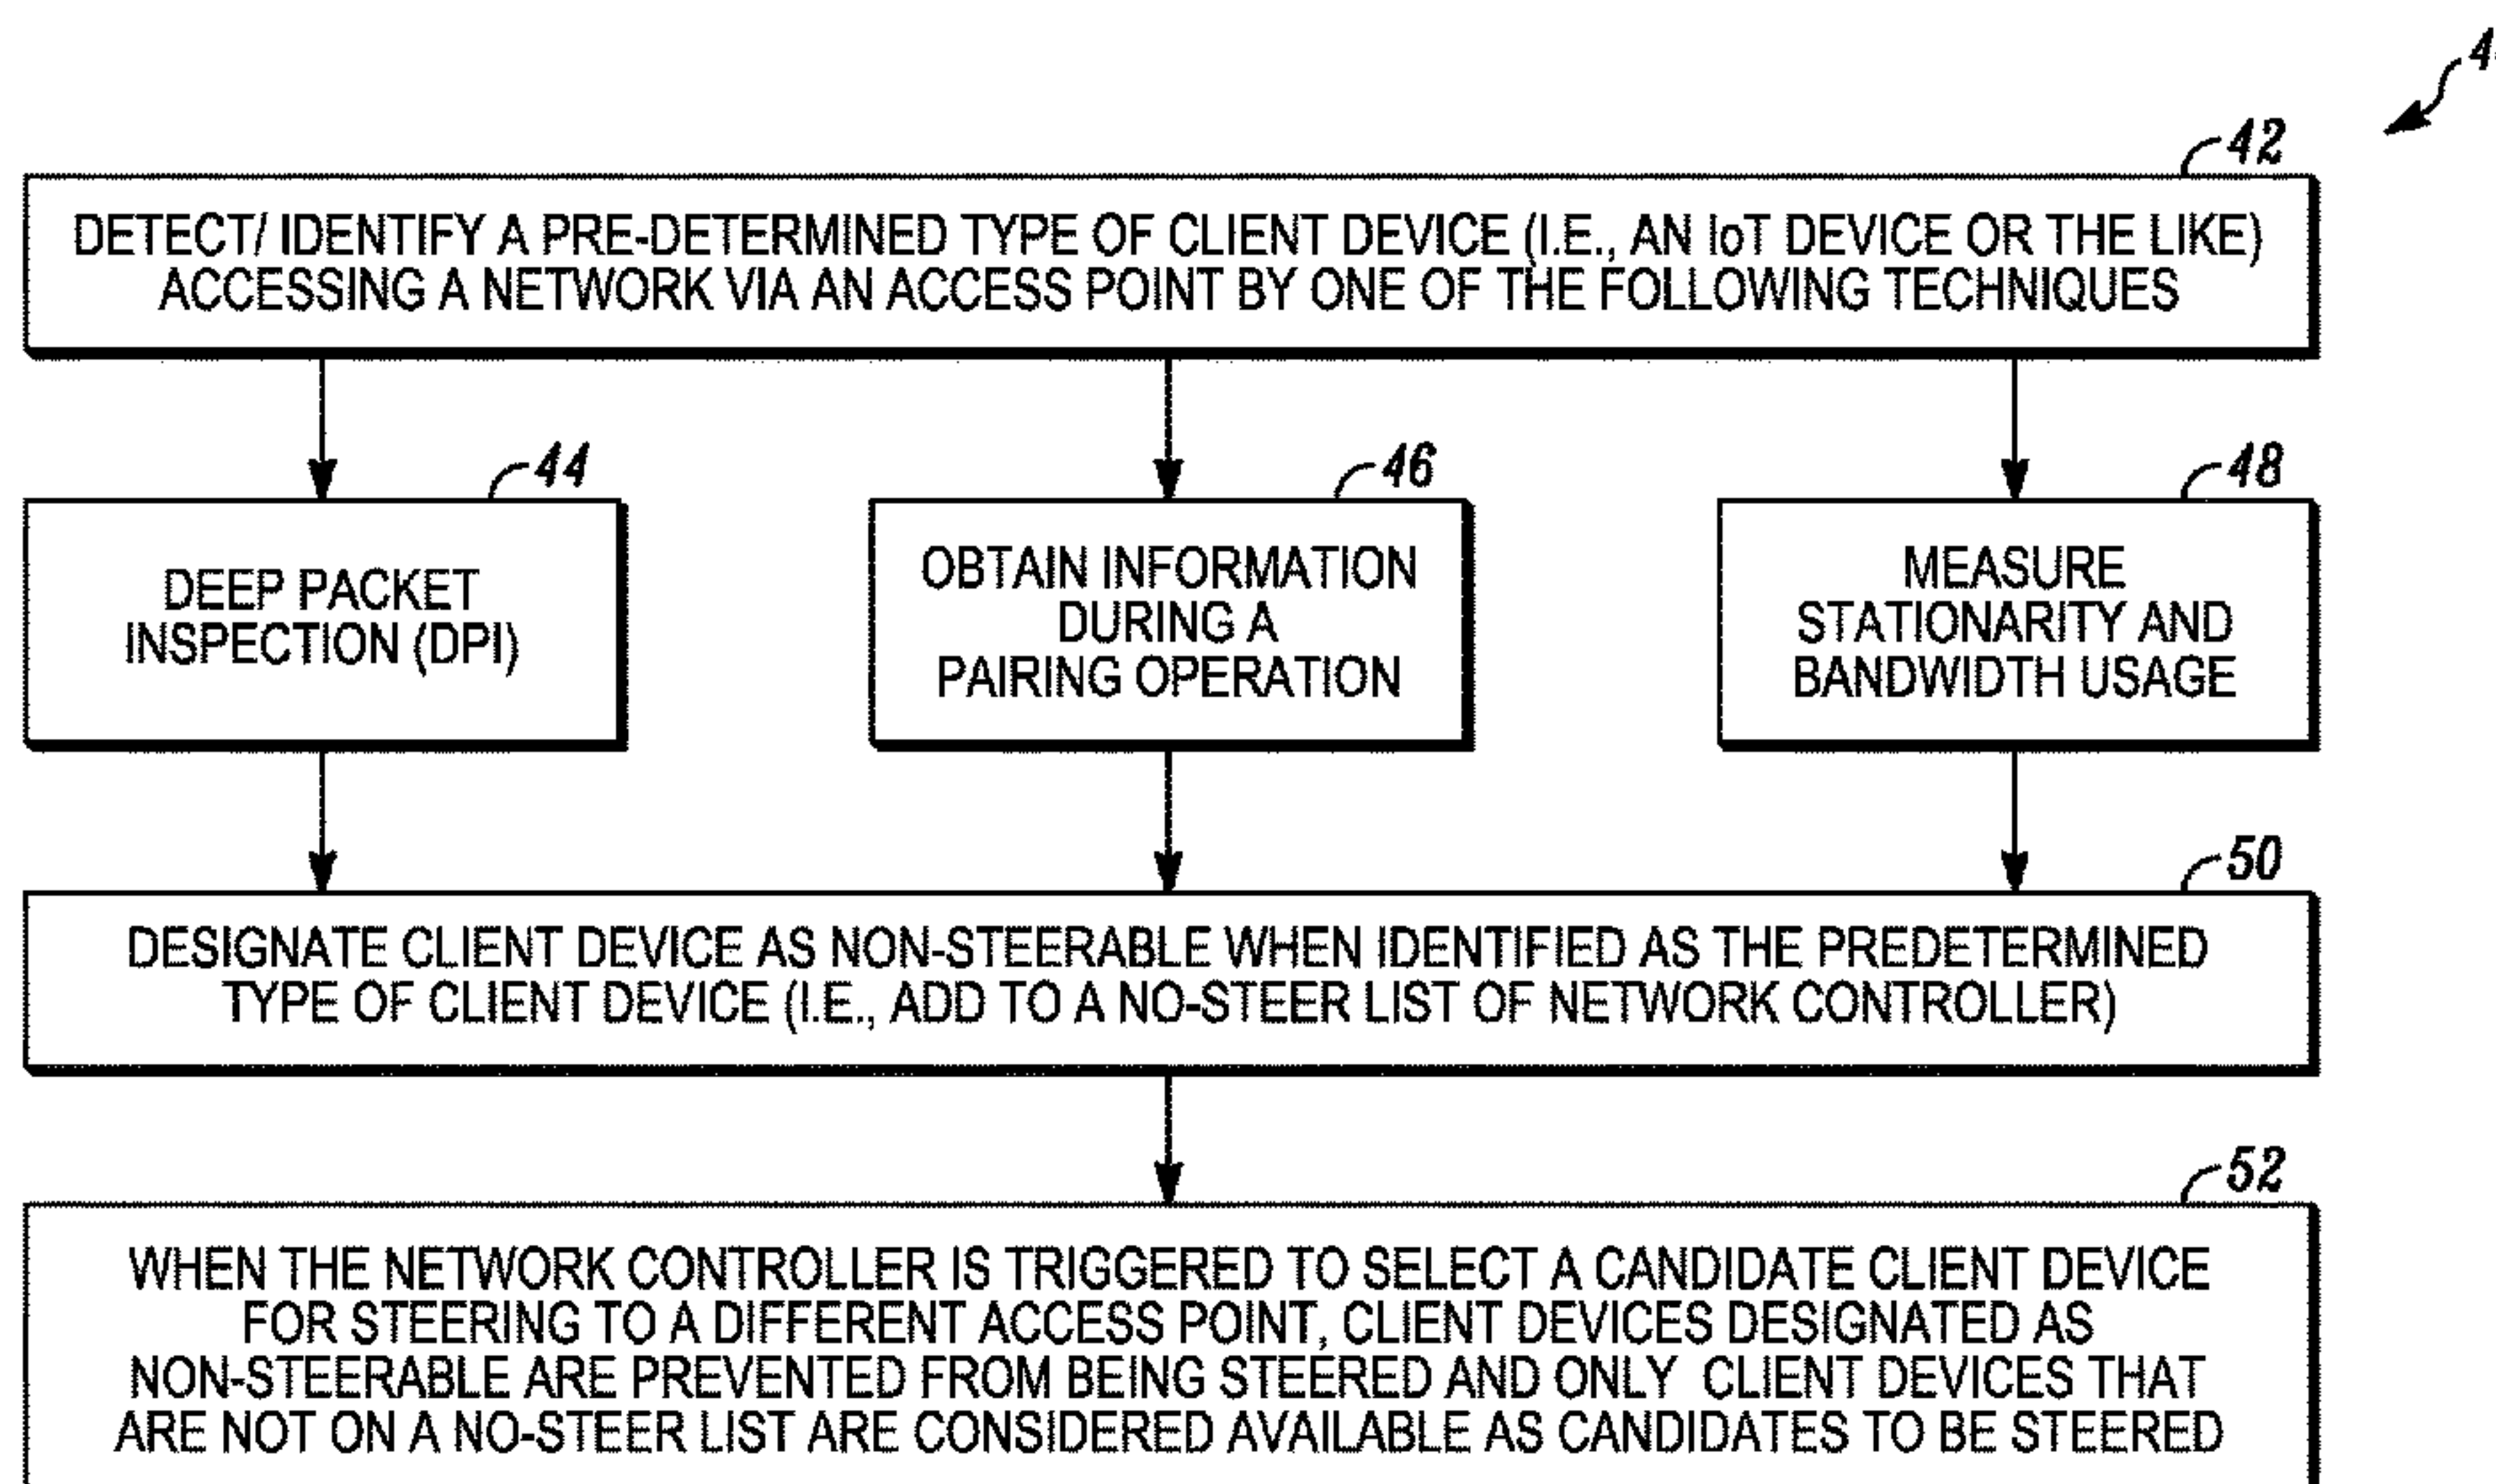 42
DETECT/ IDENTIFY A PRE-DETERMINED TYPE OF CLIENT DEVICE (I.E., AN IoT DEVICE OR THE LIKE)
ACCESSING A NETWORK VIA AN ACCESS POINT BY ONE OF THE FOLLOWING TECHNIQUES
44
DEEP PACKET
INSPECTION (DPI)
46
OBTAIN INFORMATION
DURING A
PAIRING OPERATION
48
MEASURE
STATIONARITY AND
BANDWIDTH USAGE
50
DESIGNATE CLIENT DEVICE AS NON-STEERABLE WHEN IDENTIFIED AS THE PREDETERMINED
TYPE OF CLIENT DEVICE (I.E., ADD TO A NO-STEER LIST OF NETWORK CONTROLLER)
52
WHEN THE NETWORK CONTROLLER IS TRIGGERED TO SELECT A CANDIDATE CLIENT DEVICE
FOR STEERING TO A DIFFERENT ACCESS POINT, CLIENT DEVICES DESIGNATED AS
NON-STEERABLE ARE PREVENTED FROM BEING STEERED AND ONLY CLIENT DEVICES THAT
ARE NOT ON A NO-STEER LIST ARE CONSIDERED AVAILABLE AS CANDIDATES TO BE STEERED